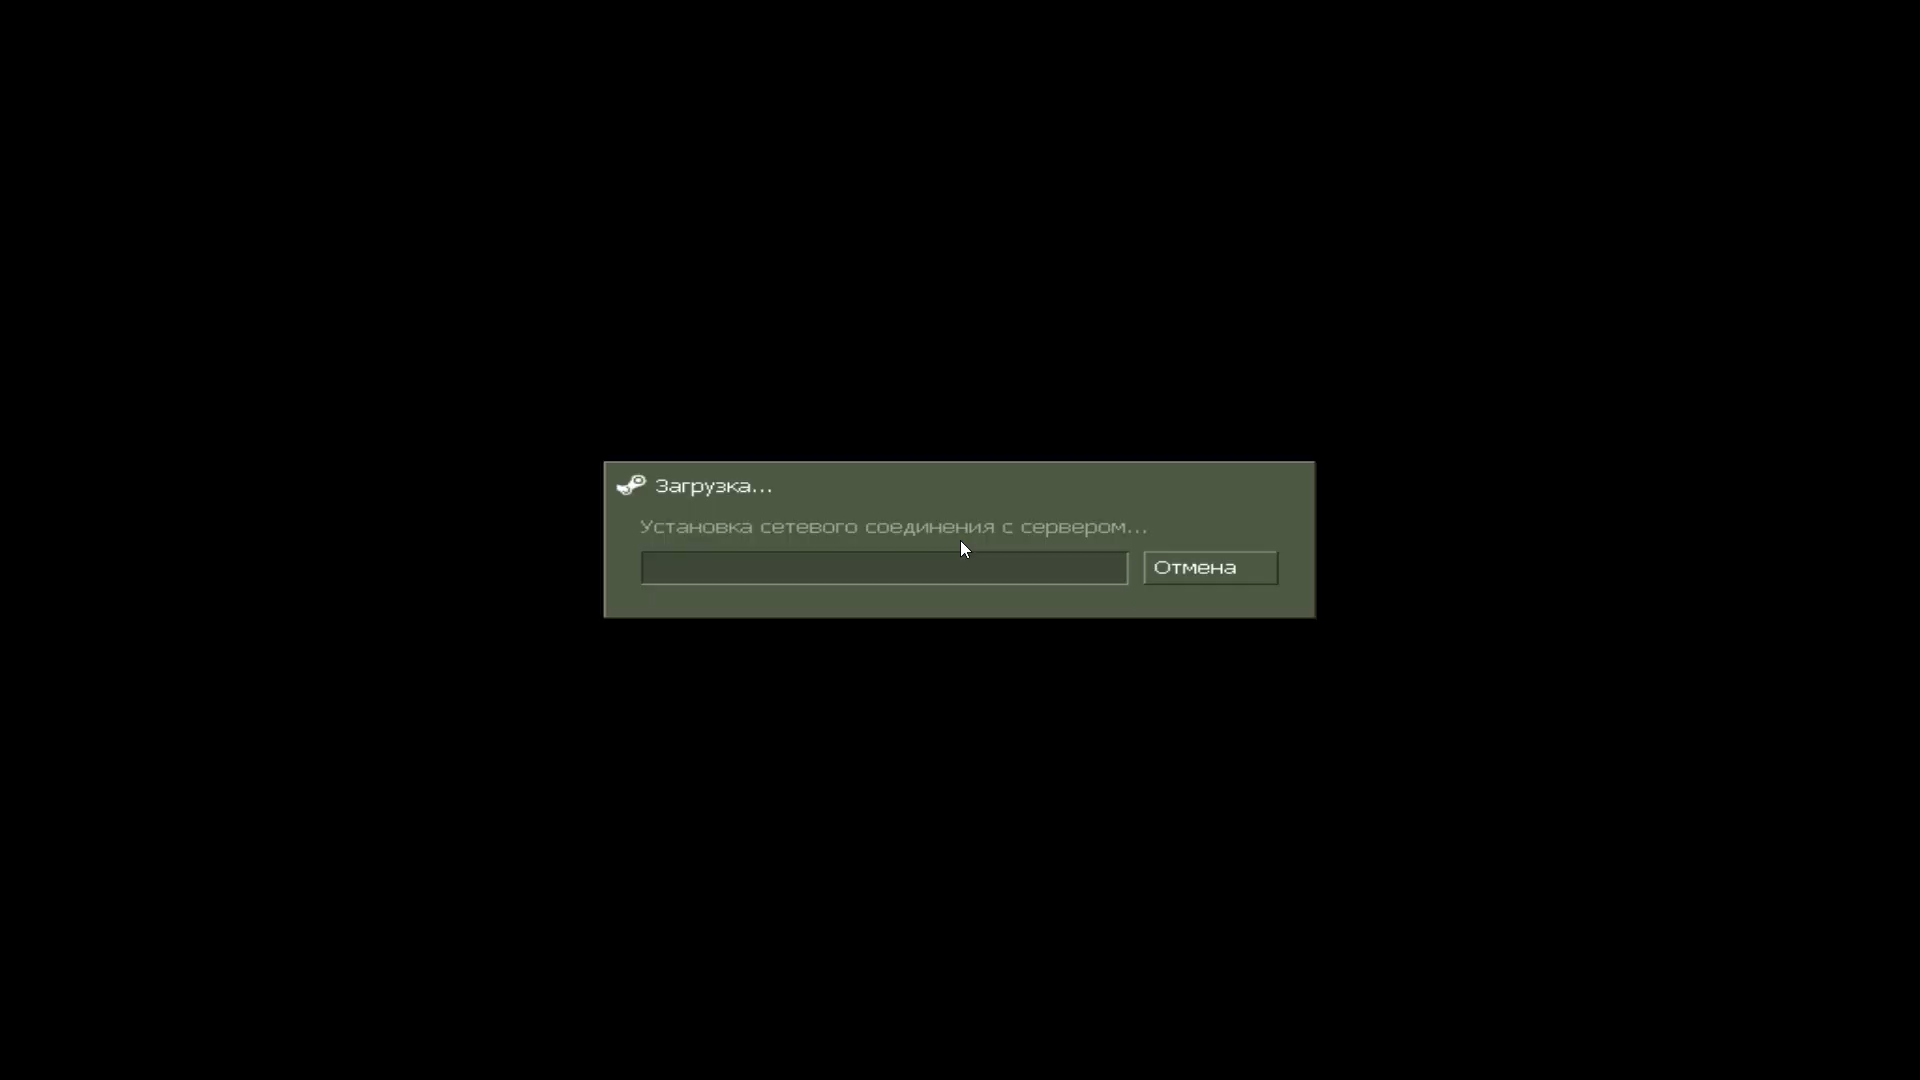 Загрузка...
Установка сетевого соединения с сервером...
Отмена